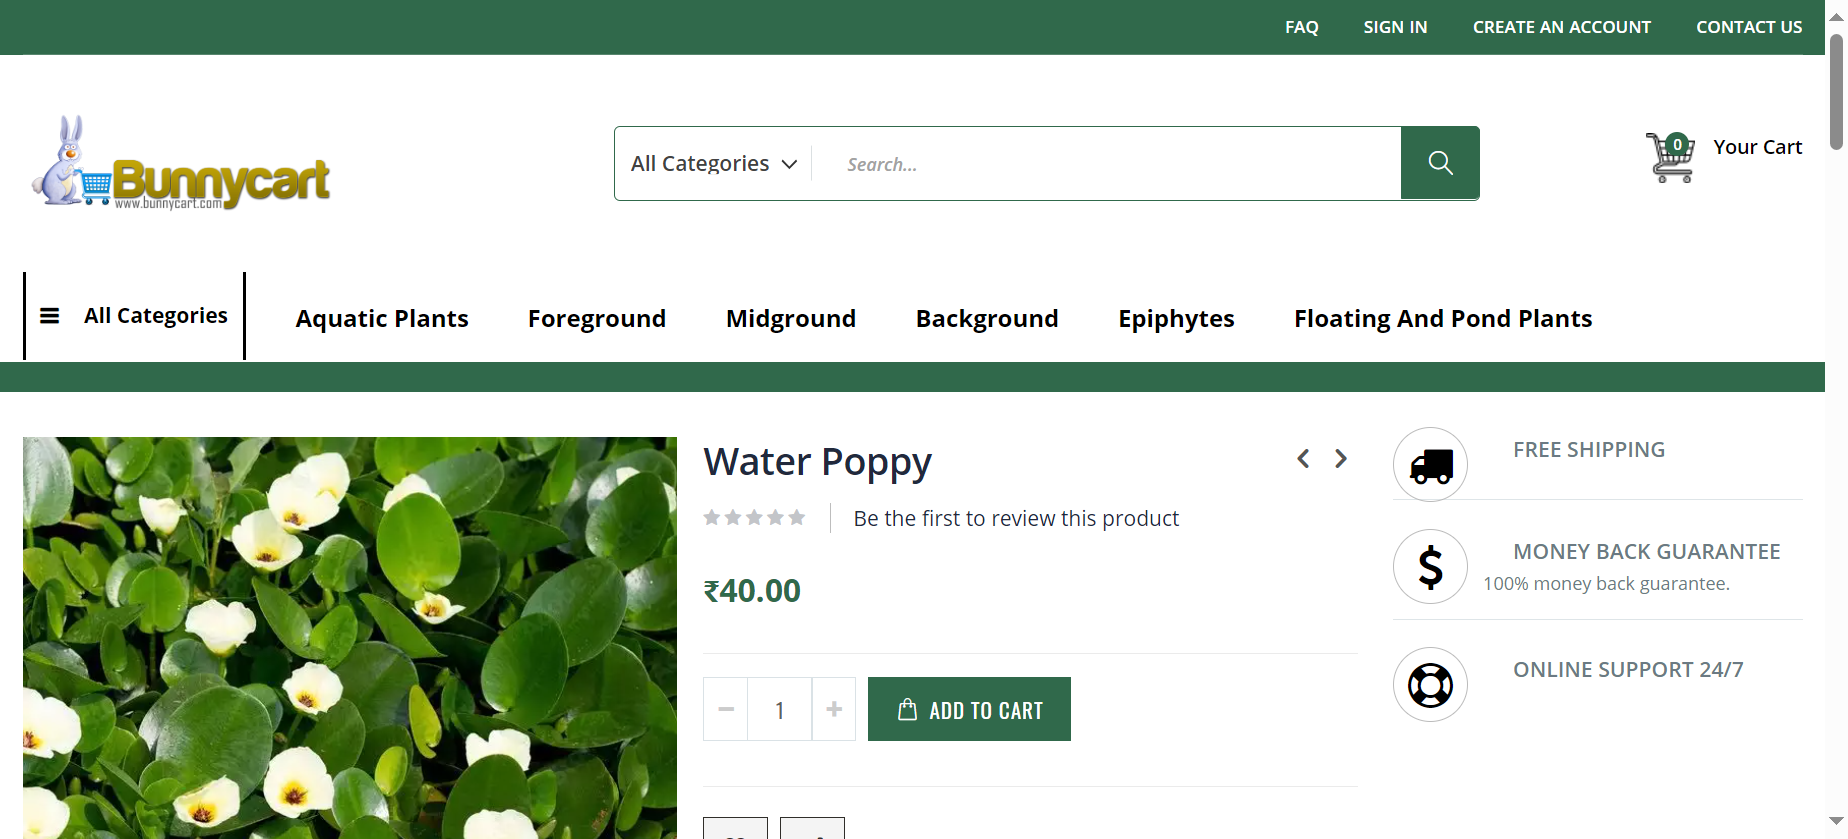 FAQ SIGN IN CREATE AN ACCOUNT CONTACT US
Bunnycart
www.bunnycart.com
All Categories Search...
0 Your Cart
All Categories Aquatic Plants Foreground Midground Background Epiphytes Floating And Pond Plants
Water Poppy
Be the first to review this product
₹40.00
1 ADD TO CART
FREE SHIPPING
MONEY BACK GUARANTEE
100% money back guarantee.
ONLINE SUPPORT 24/7